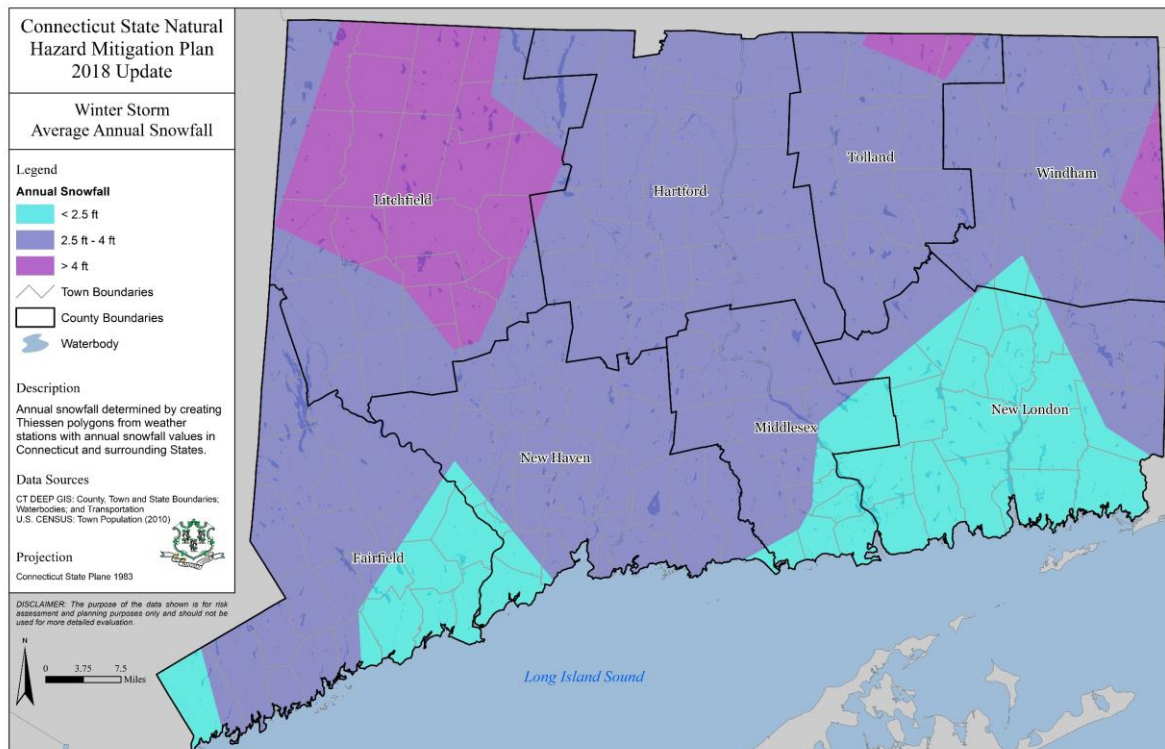 Connecticut State Natural
Hazard Mitigation Plan
2018 Update
Winter Storm
Average Annual Snowfall
Legend
Annual Snowfall
< 2.5 ft
2.5 ft - 4 ft
> 4 ft
Town Boundaries
County Boundaries
Waterbody
Description
Annual snowfall determined by creating
Thiessen polygons from weather
stations with annual snowfall values in
Connecticut and surrounding States.
Data Sources
CT DEEP GIS: County, Town and State Boundaries;
Waterbodies; and Transportation
U.S. CENSUS: Town Population (2010)
Projection
Connecticut State Plane 1983
DISCLAIMER: The purpose of the data shown is for risk
assessment and planning purposes only and should not be
used for more detailed evaluation.
N
0 3.75 7.5
Miles
Litchfield
Hartford
Tolland
Windham
New London
Middlesex
New Haven
Fairfield
Long Island Sound